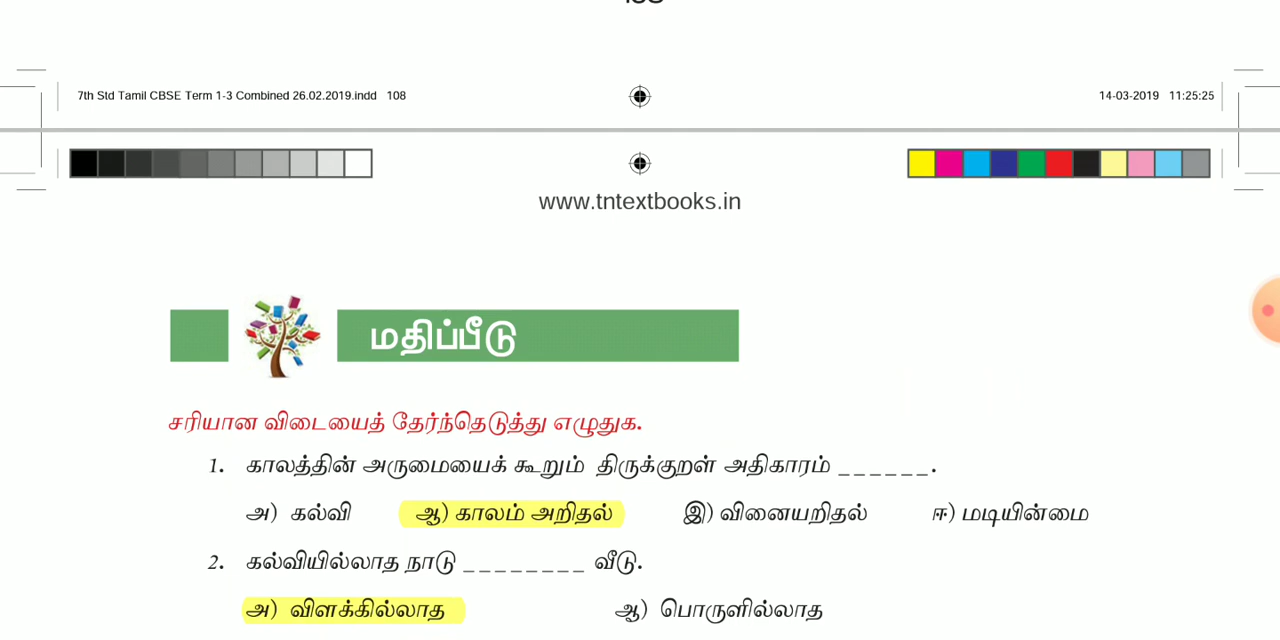 7th Std Tamil CBSE Term 1-3 Combined 26.02.2019.indd 108
14-03-2019 11:25:25
www.tntextbooks.in
மதிப்பீடு
சரியான விடையைத் தேர்ந்தெடுத்து எழுதுக.
1. காலத்தின் அருமையைக் கூறும் திருக்குறள் அதிகாரம் ______.
அ) கல்வி ஆ) காலம் அறிதல் இ) வினையறிதல் ஈ) மடியின்மை
2. கல்வியில்லாத நாடு ________ வீடு.
அ) விளக்கில்லாத ஆ) பொருளில்லாத